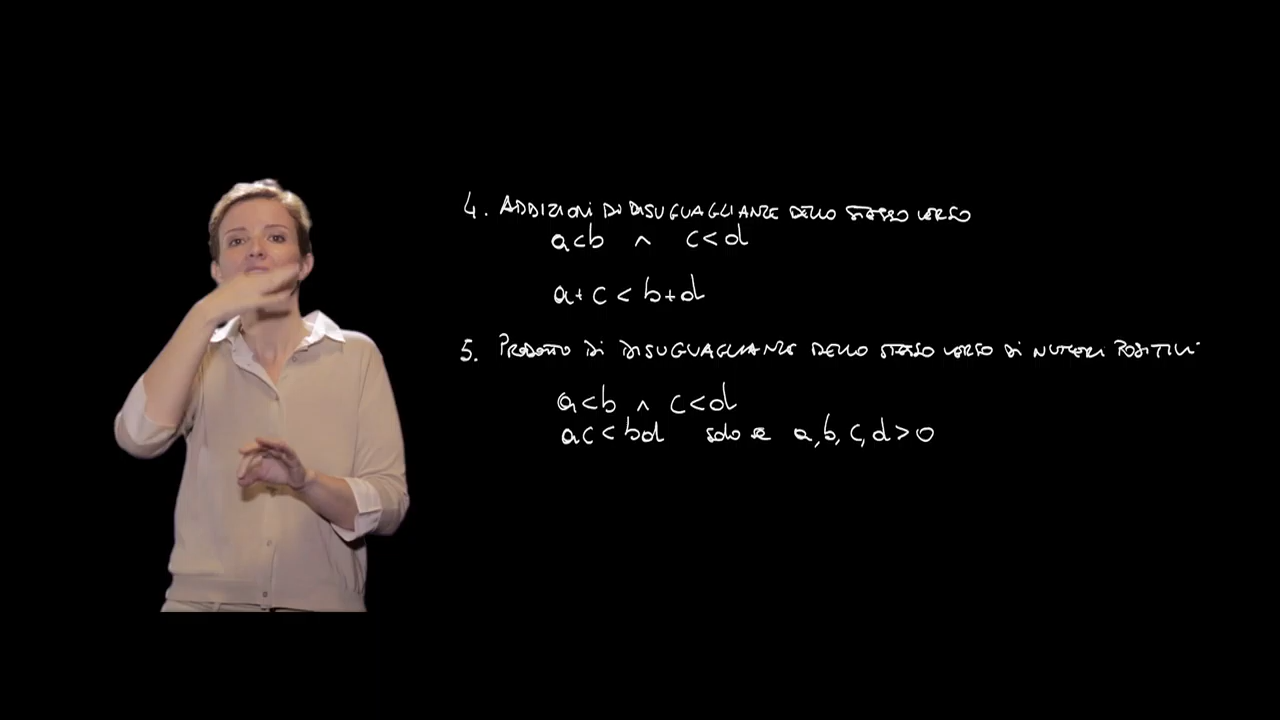 4. ADDIZIONI DI DISUGUAGLIANZE DELLO STESSO VERSO
a<b ∧ c<d
a+c < b+d
5. PRODOTTO DI DISUGUAGLIANZE DELLO STESSO VERSO DI NUMERI POSITIVI
a<b ∧ c<d
ac < bd solo se a,b,c,d>0